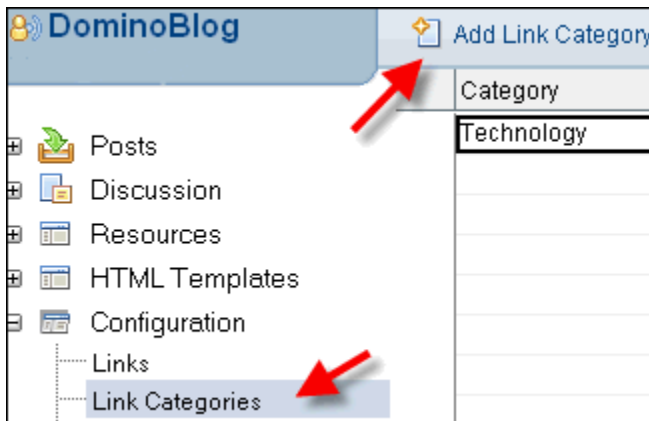 DominoBlog
Add Link Category
Category
Technology
Posts
Discussion
Resources
HTML Templates
Configuration
Links
Link Categories